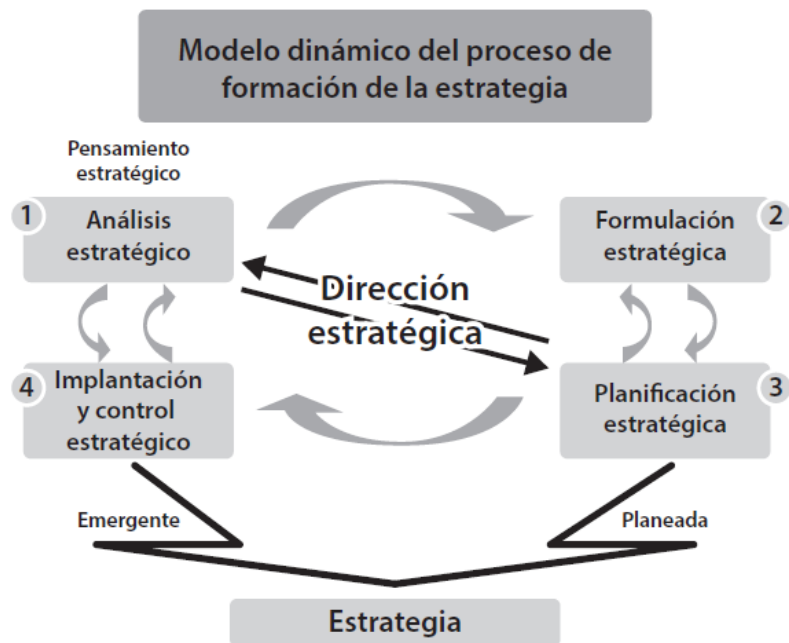 Modelo dinámico del proceso de
formación de la estrategia
Pensamiento
estratégico
1
Análisis
estratégico
2
Formulación
estratégica
Dirección
estratégica
4
Implantación
y control
estratégico
3
Planificación
estratégica
Emergente
Planeada
Estrategia